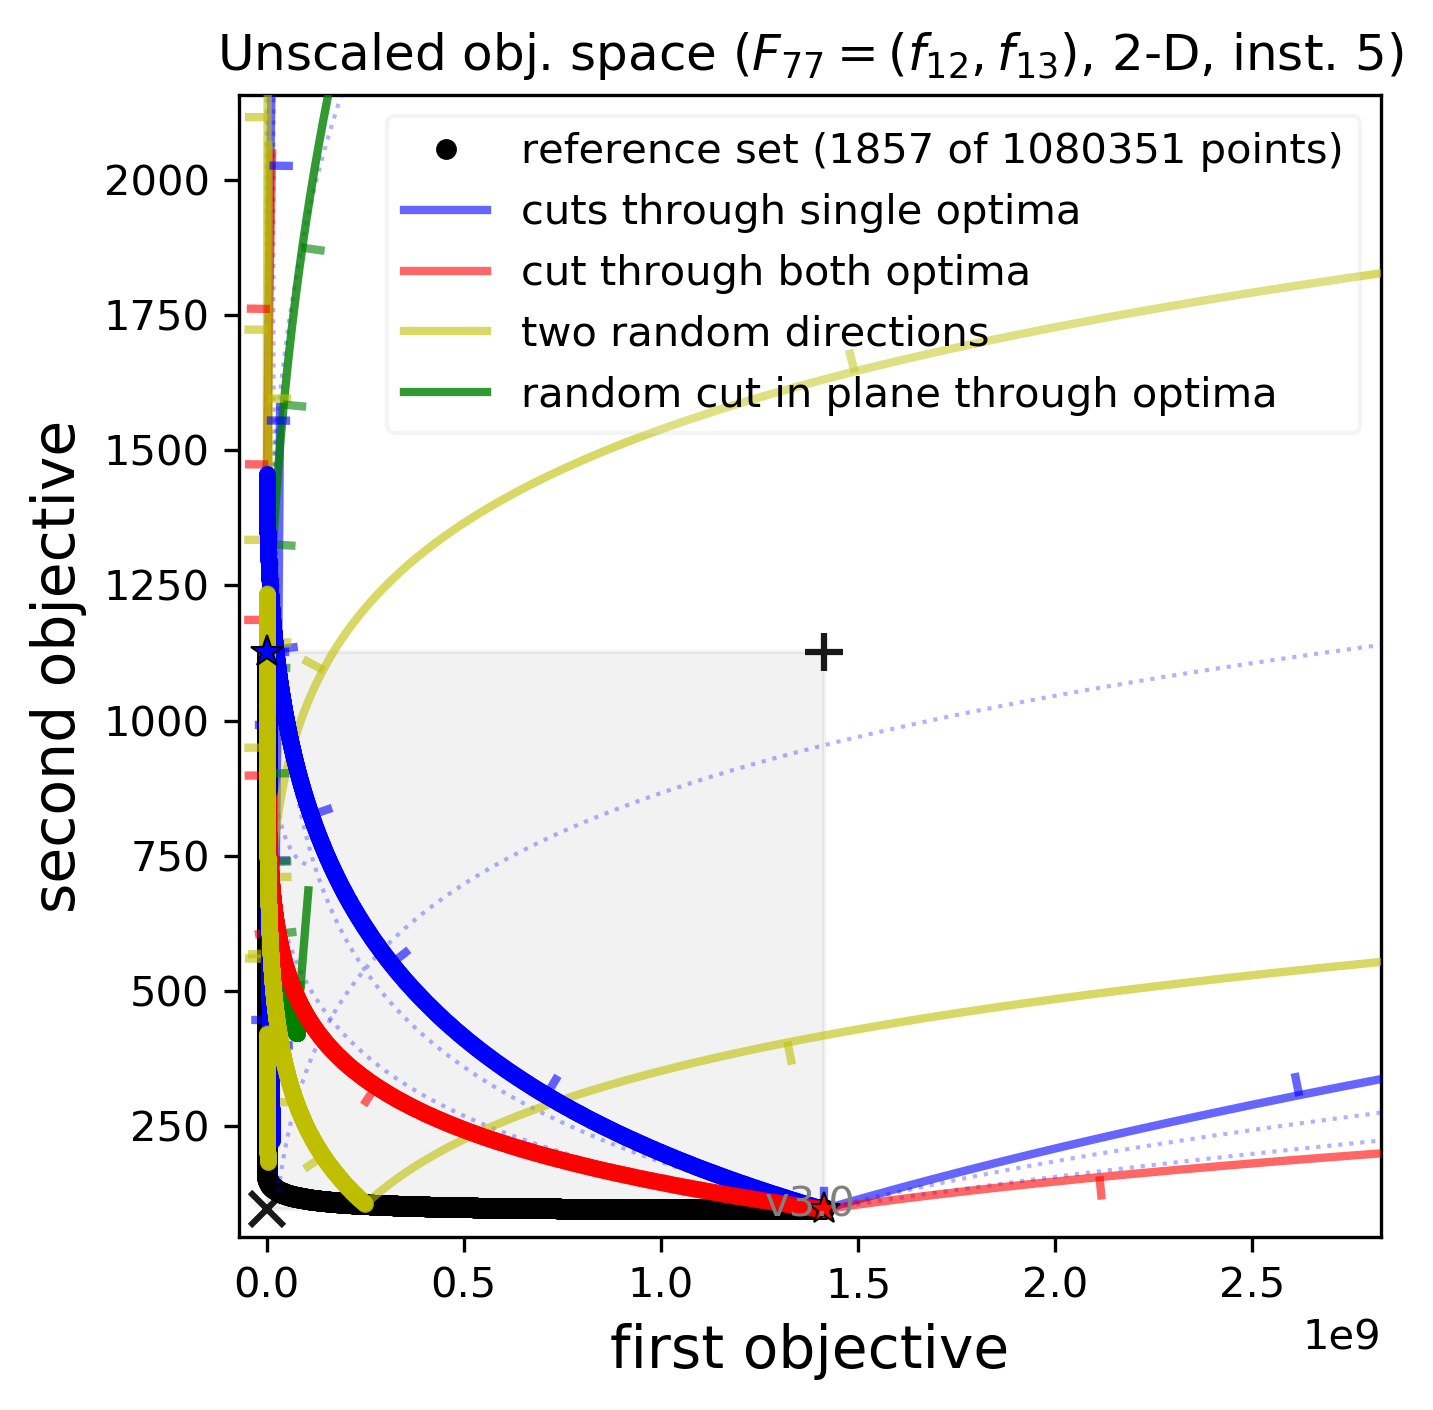 Unscaled obj. space (F₇₇ = (f₁₂, f₁₃), 2-D, inst. 5)
reference set (1857 of 1080351 points)
cuts through single optima
cut through both optima
two random directions
random cut in plane through optima
second objective
2000
1750
1500
1250
1000
750
500
250
v3.0
0.0 0.5 1.0 1.5 2.0 2.5
1e9
first objective